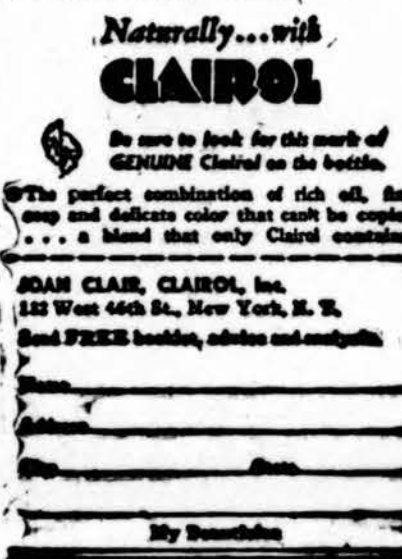 Naturally...with
CLAIROL
Be sure to look for this mark of
GENUINE Clairol on the bottle.
The perfect combination of rich oil, fine
soap and delicate color that can't be copie
. . . a blend that only Clairol contains
JOAN CLAIR, CLAIROL, Inc.
132 West 46th St., New York, N. Y.
Send FREE booklet, advice and analysis.
Name
Address
City State
My Beautician